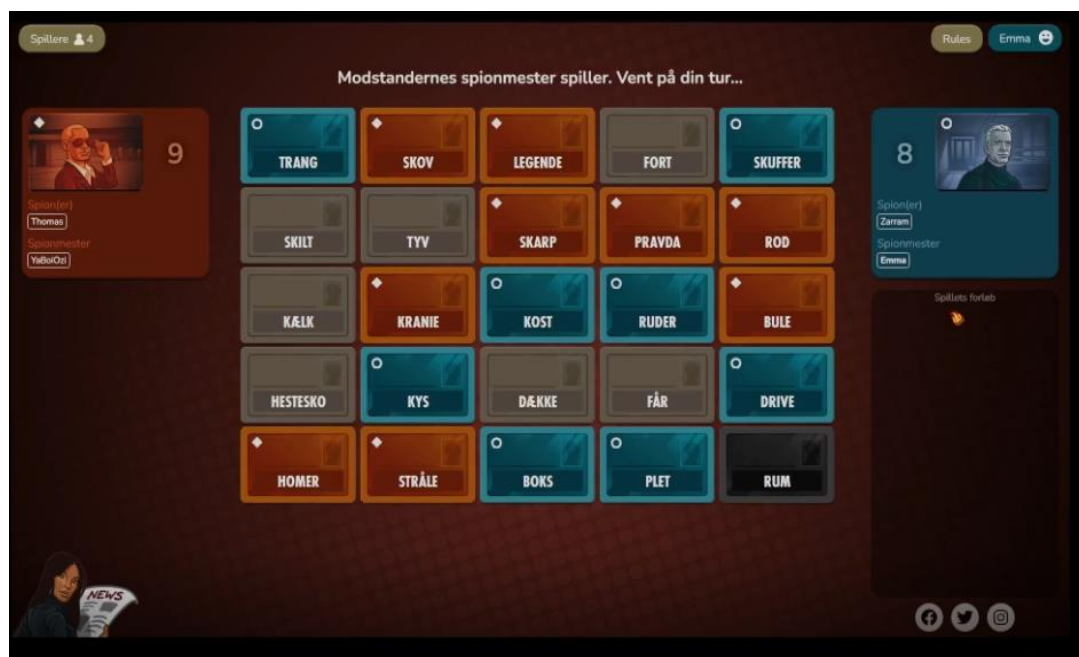 Spillere 4
Rules
Emma
Modstandernes spionmester spiller. Vent på din tur...
9
Spion(er)
Thomas
Spionmester
YaBoiOzi
TRANG
SKOV
LEGENDE
FORT
SKUFFER
SKILT
TYV
SKARP
PRAVDA
ROD
KÆLK
KRANIE
KOST
RUDER
BULE
HESTESKO
KYS
DÆKKE
FÅR
DRIVE
HOMER
STRÅLE
BOKS
PLET
RUM
8
Spion(er)
Zarram
Spionmester
Emma
Spillets forløb
NEWS